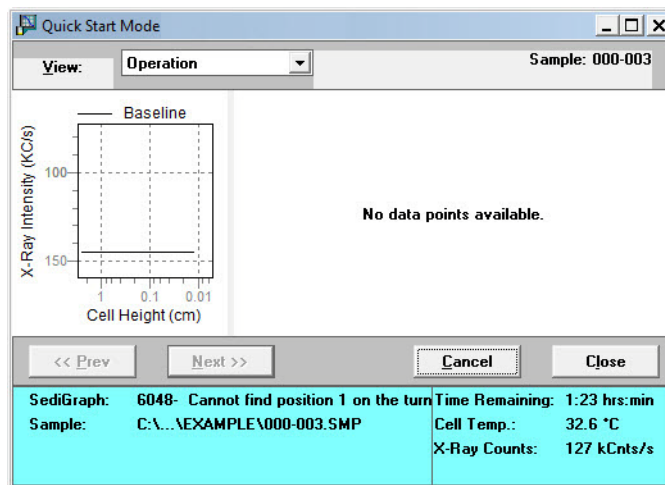 Quick Start Mode
View: Operation Sample: 000-003
Baseline
X-Ray Intensity (KC/s)
100
150
1 0.1 0.01
Cell Height (cm)
No data points available.
<< Prev Next >> Cancel Close
SediGraph: 6048- Cannot find position 1 on the turn Time Remaining: 1:23 hrs:min
Sample: C:\...\EXAMPLE\000-003.SMP Cell Temp.: 32.6 °C
X-Ray Counts: 127 kCnts/s